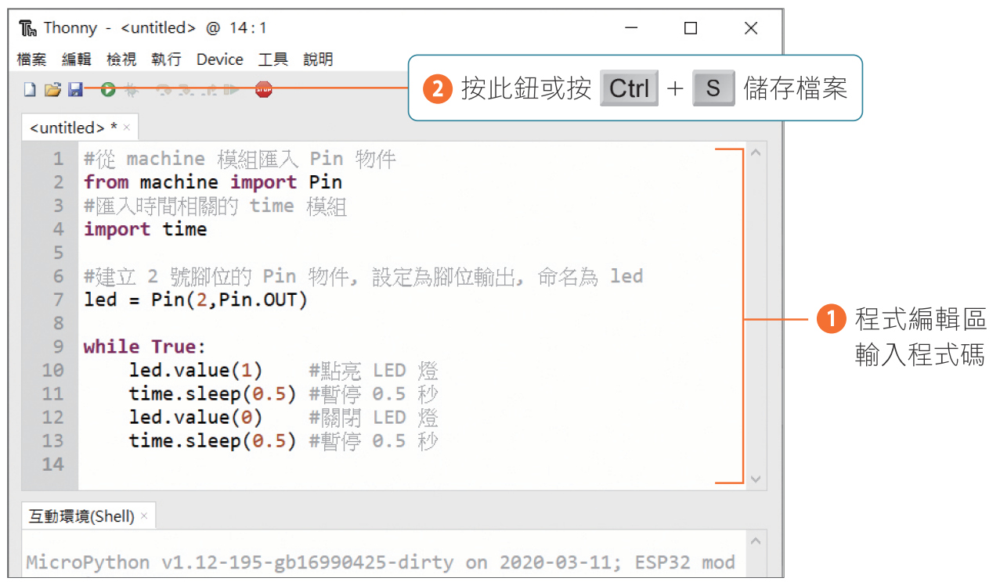 Thonny - <untitled> @ 14:1
檔案 編輯 檢視 執行 Device 工具 說明
❷ 按此鈕或按 Ctrl + S 儲存檔案
<untitled> * ×
1 #從 machine 模組匯入 Pin 物件
2 from machine import Pin
3 #匯入時間相關的 time 模組
4 import time
5
6 #建立 2 號腳位的 Pin 物件, 設定為腳位輸出, 命名為 led
7 led = Pin(2,Pin.OUT)
8
9 while True:
10     led.value(1)    #點亮 LED 燈
11     time.sleep(0.5) #暫停 0.5 秒
12     led.value(0)    #關閉 LED 燈
13     time.sleep(0.5) #暫停 0.5 秒
14
❶ 程式編輯區
輸入程式碼
互動環境(Shell) ×
MicroPython v1.12-195-gb16990425-dirty on 2020-03-11; ESP32 mod